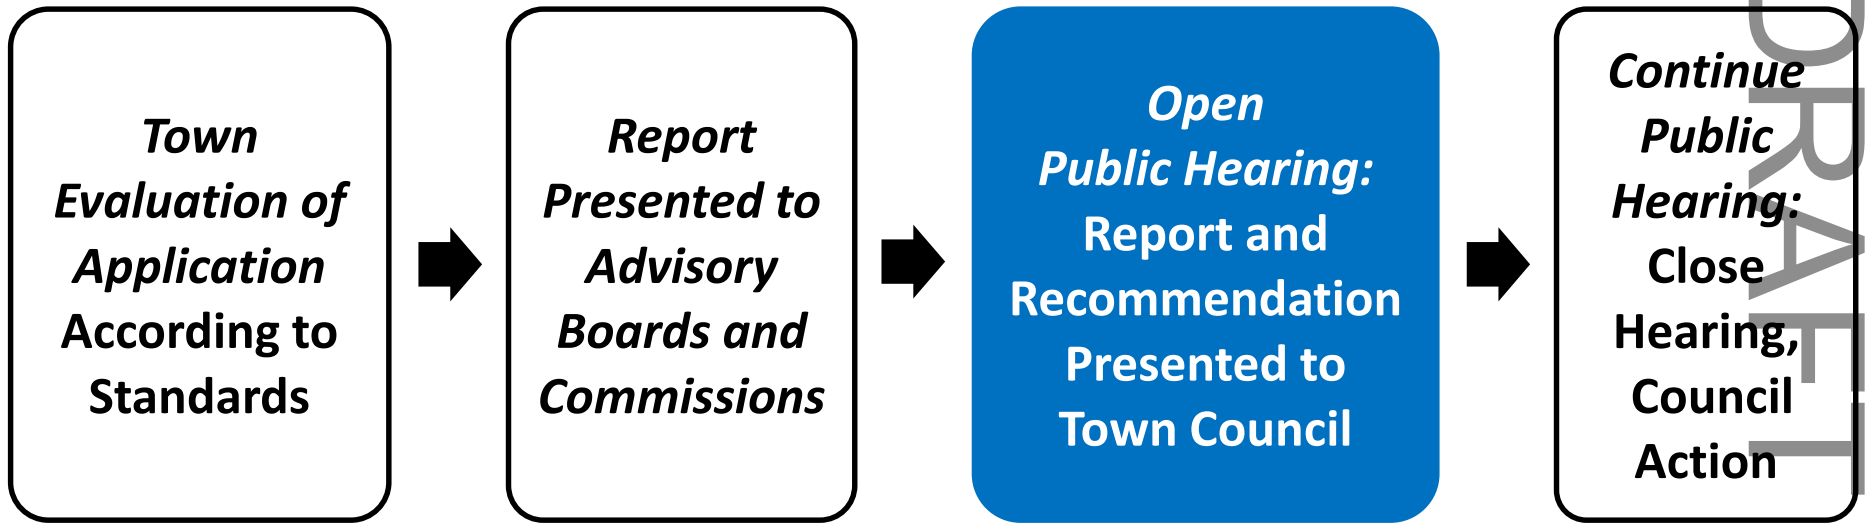 Town
Evaluation of
Application
According to
Standards
Report
Presented to
Advisory
Boards and
Commissions
Open
Public Hearing:
Report and
Recommendation
Presented to
Town Council
Continue
Public
Hearing:
Close
Hearing,
Council
Action
DRAFT